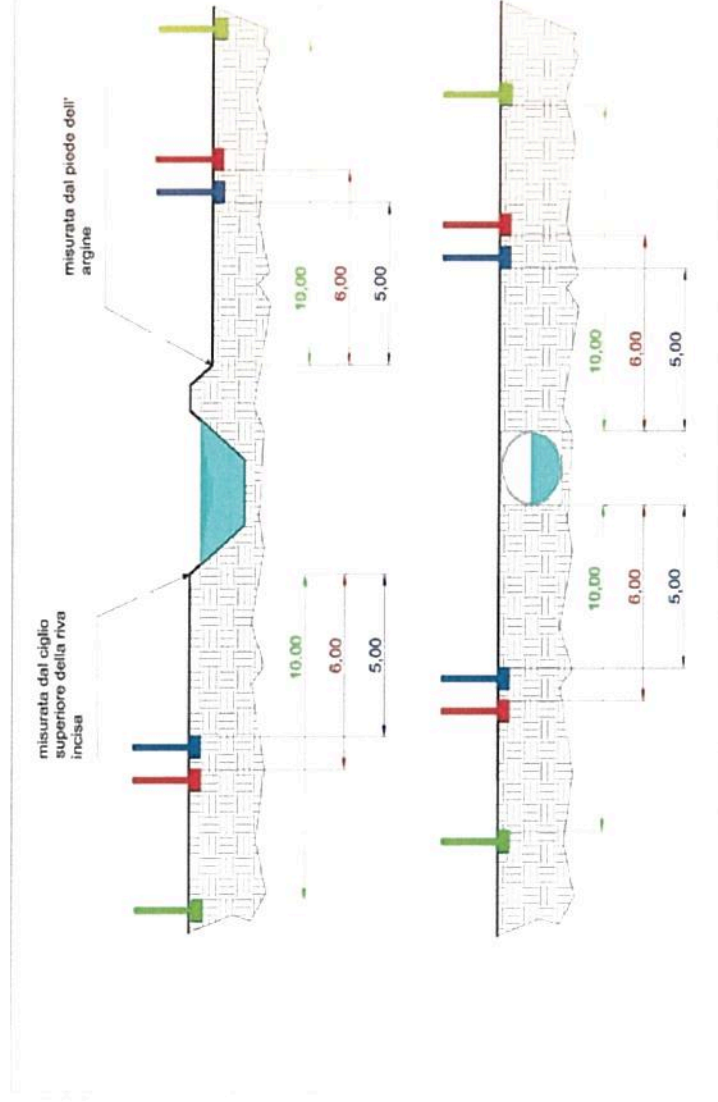 misurata dal ciglio
superiore della riva
incisa
misurata dal piede dell'
argine
10,00
10,00
6,00
6,00
5,00
5,00
10,00
10,00
6,00
6,00
5,00
5,00